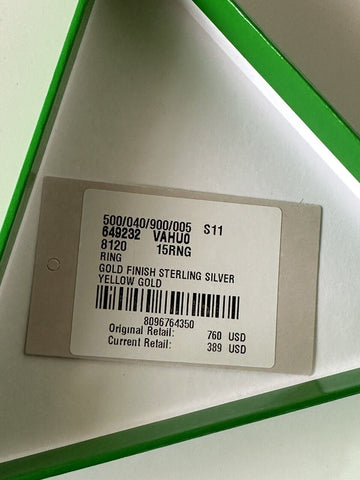 500/040/900/005 S11
649232 VAHU0
8120 15RNG
RING
GOLD FINISH STERLING SILVER
YELLOW GOLD
8096764350
Original Retail: 760 USD
Current Retail: 389 USD